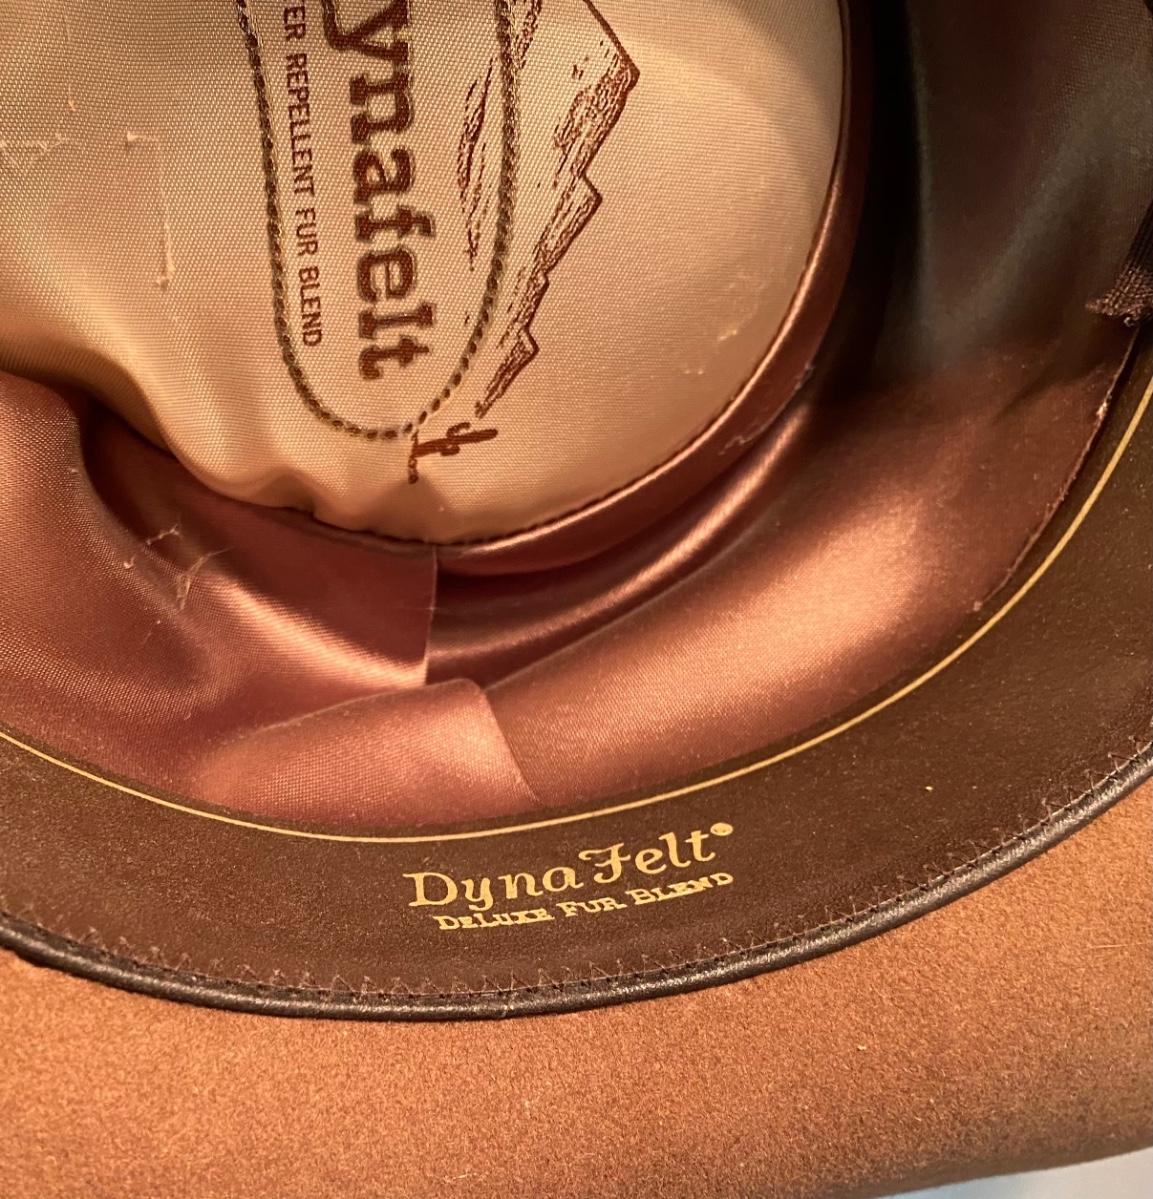 ynafelt
ER REPELLENT FUR BLEND
DynaFelt®
DELUXE FUR BLEND